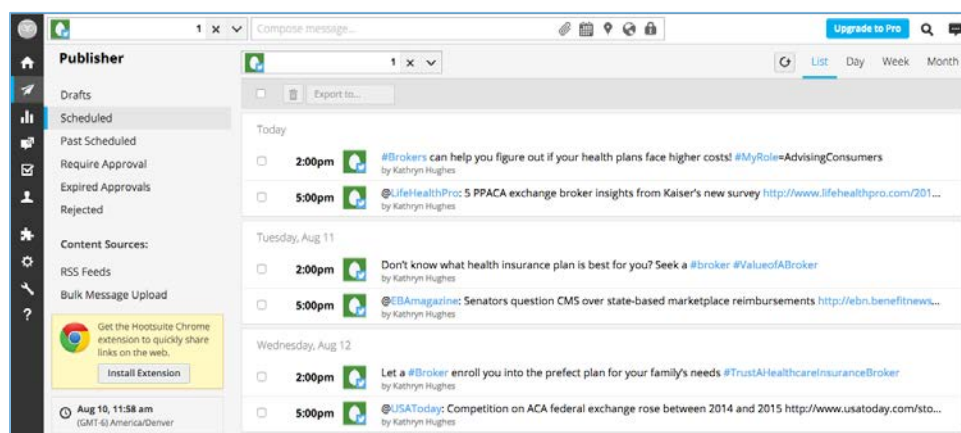 1 x
Compose message...
Upgrade to Pro
Publisher
Drafts
Scheduled
Past Scheduled
Require Approval
Expired Approvals
Rejected
Content Sources:
RSS Feeds
Bulk Message Upload
Get the Hootsuite Chrome
extension to quickly share
links on the web.
Install Extension
Aug 10, 11:58 am
(GMT-6) America/Denver
1 x
List Day Week Month
Export to...
Today
2:00pm #Brokers can help you figure out if your health plans face higher costs! #MyRole=AdvisingConsumers
by Kathryn Hughes
5:00pm @LifeHealthPro: 5 PPACA exchange broker insights from Kaiser's new survey http://www.lifehealthpro.com/201...
by Kathryn Hughes
Tuesday, Aug 11
2:00pm Don't know what health insurance plan is best for you? Seek a #broker #ValueofABroker
by Kathryn Hughes
5:00pm @EBAmagazine: Senators question CMS over state-based marketplace reimbursements http://ebn.benefitnews...
by Kathryn Hughes
Wednesday, Aug 12
2:00pm Let a #Broker enroll you into the prefect plan for your family's needs #TrustAHealthcareInsuranceBroker
by Kathryn Hughes
5:00pm @USAToday: Competition on ACA federal exchange rose between 2014 and 2015 http://www.usatoday.com/sto...
by Kathryn Hughes